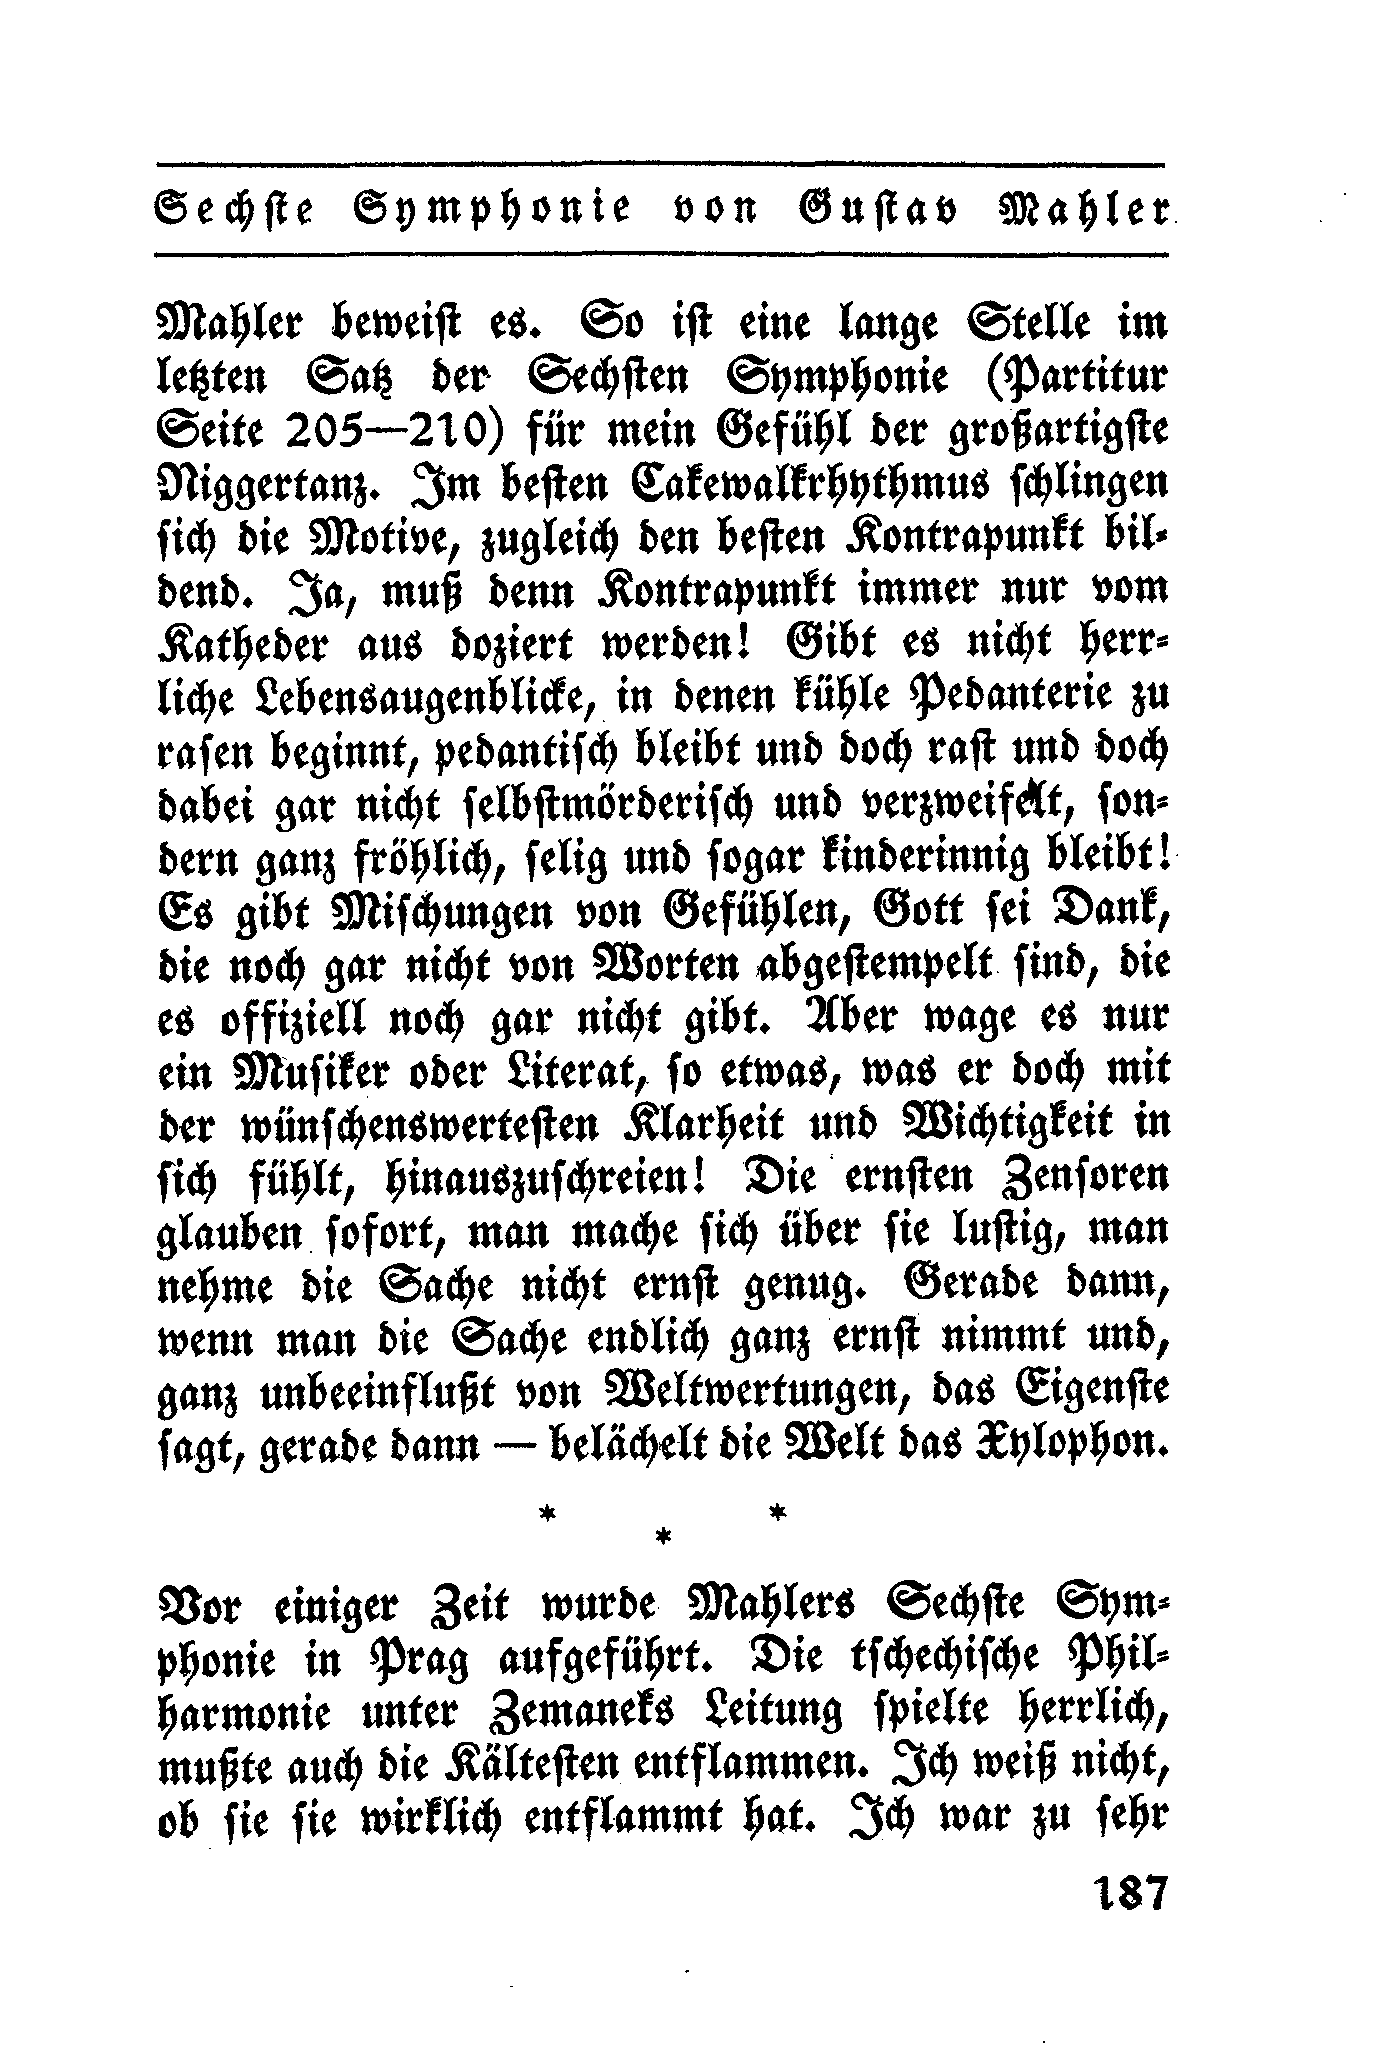 Sechste Symphonie von Gustav Mahler
Mahler beweist es. So ist eine lange Stelle im
letzten Satz der Sechsten Symphonie (Partitur
Seite 205—210) für mein Gefühl der großartigste
Niggertanz. Im besten Cakewalkrhythmus schlingen
sich die Motive, zugleich den besten Kontrapunkt bil-
dend. Ja, muß denn Kontrapunkt immer nur vom
Katheder aus doziert werden! Gibt es nicht herr-
liche Lebensaugenblicke, in denen kühle Pedanterie zu
rasen beginnt, pedantisch bleibt und doch rast und doch
dabei gar nicht selbstmörderisch und verzweifelt, son-
dern ganz fröhlich, selig und sogar kinderinnig bleibt!
Es gibt Mischungen von Gefühlen, Gott sei Dank,
die noch gar nicht von Worten abgestempelt sind, die
es offiziell noch gar nicht gibt. Aber wage es nur
ein Musiker oder Literat, so etwas, was er doch mit
der wünschenswertesten Klarheit und Wichtigkeit in
sich fühlt, hinauszuschreien! Die ernsten Zensoren
glauben sofort, man mache sich über sie lustig, man
nehme die Sache nicht ernst genug. Gerade dann,
wenn man die Sache endlich ganz ernst nimmt und,
ganz unbeeinflußt von Weltwertungen, das Eigenste
sagt, gerade dann — belächelt die Welt das Xylophon.
* * *
Vor einiger Zeit wurde Mahlers Sechste Sym-
phonie in Prag aufgeführt. Die tschechische Phil-
harmonie unter Zemaneks Leitung spielte herrlich,
mußte auch die Kältesten entflammen. Ich weiß nicht,
ob sie sie wirklich entflammt hat. Ich war zu sehr
187